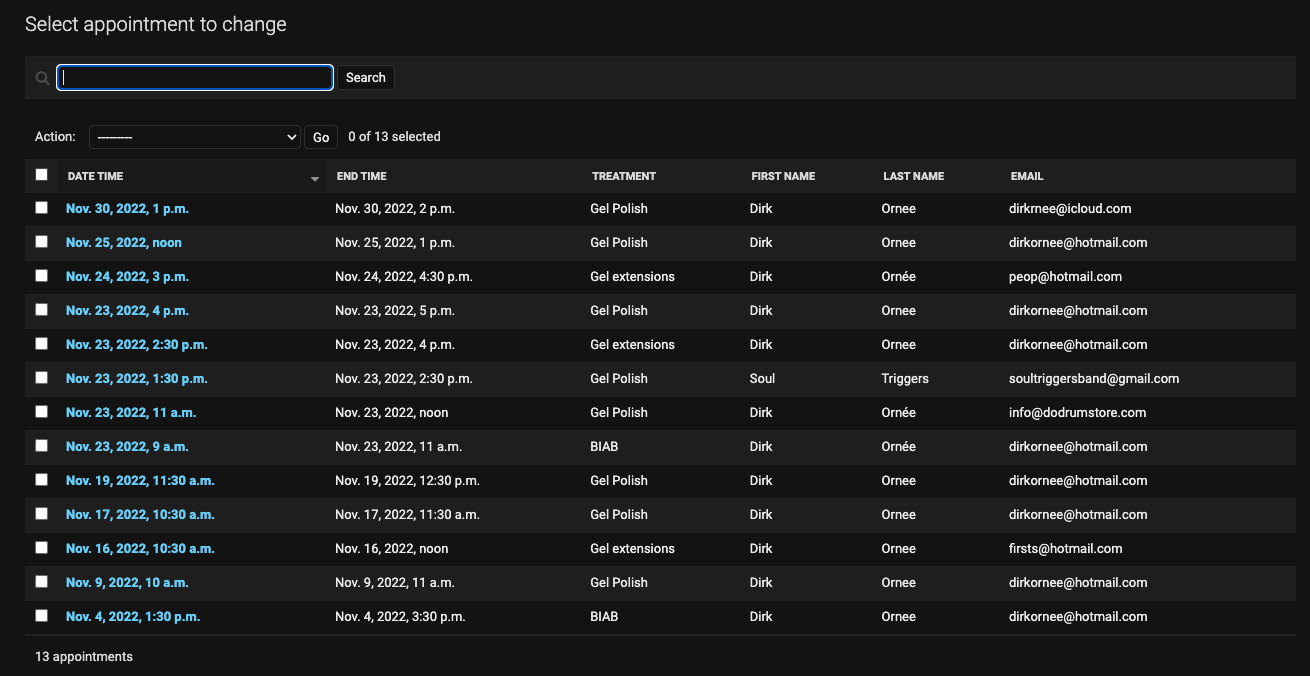 Select appointment to change
Search
Action: --------- Go 0 of 13 selected
DATE TIME END TIME TREATMENT FIRST NAME LAST NAME EMAIL
Nov. 30, 2022, 1 p.m. Nov. 30, 2022, 2 p.m. Gel Polish Dirk Ornee dirkrnee@icloud.com
Nov. 25, 2022, noon Nov. 25, 2022, 1 p.m. Gel Polish Dirk Ornee dirkornee@hotmail.com
Nov. 24, 2022, 3 p.m. Nov. 24, 2022, 4:30 p.m. Gel extensions Dirk Ornée peop@hotmail.com
Nov. 23, 2022, 4 p.m. Nov. 23, 2022, 5 p.m. Gel Polish Dirk Ornee dirkornee@hotmail.com
Nov. 23, 2022, 2:30 p.m. Nov. 23, 2022, 4 p.m. Gel extensions Dirk Ornee dirkornee@hotmail.com
Nov. 23, 2022, 1:30 p.m. Nov. 23, 2022, 2:30 p.m. Gel Polish Soul Triggers soultriggersband@gmail.com
Nov. 23, 2022, 11 a.m. Nov. 23, 2022, noon Gel Polish Dirk Ornée info@dodrumstore.com
Nov. 23, 2022, 9 a.m. Nov. 23, 2022, 11 a.m. BIAB Dirk Ornée dirkornee@hotmail.com
Nov. 19, 2022, 11:30 a.m. Nov. 19, 2022, 12:30 p.m. Gel Polish Dirk Ornee dirkornee@hotmail.com
Nov. 17, 2022, 10:30 a.m. Nov. 17, 2022, 11:30 a.m. Gel Polish Dirk Ornee dirkornee@hotmail.com
Nov. 16, 2022, 10:30 a.m. Nov. 16, 2022, noon Gel extensions Dirk Ornee firsts@hotmail.com
Nov. 9, 2022, 10 a.m. Nov. 9, 2022, 11 a.m. Gel Polish Dirk Ornee dirkornee@hotmail.com
Nov. 4, 2022, 1:30 p.m. Nov. 4, 2022, 3:30 p.m. BIAB Dirk Ornee dirkornee@hotmail.com
13 appointments